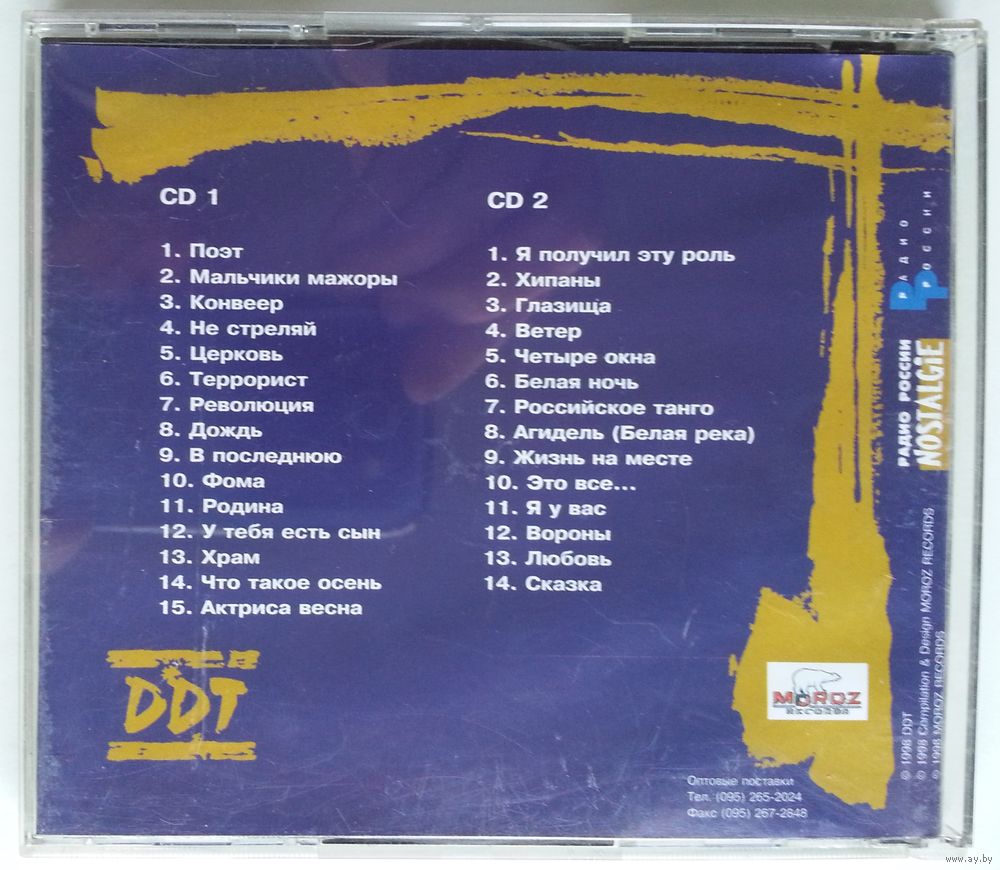 CD 1
1. Поэт
2. Мальчики мажоры
3. Конвеер
4. Не стреляй
5. Церковь
6. Террорист
7. Революция
8. Дождь
9. В последнюю
10. Фома
11. Родина
12. У тебя есть сын
13. Храм
14. Что такое осень
15. Актриса весна
CD 2
1. Я получил эту роль
2. Хипаны
3. Глазища
4. Ветер
5. Четыре окна
6. Белая ночь
7. Российское танго
8. Агидель (Белая река)
9. Жизнь на месте
10. Это все...
11. Я у вас
12. Вороны
13. Любовь
14. Сказка
DDT
MOROZ
RECORDS
Оптовые поставки
Тел. (095) 265-2024
Факс (095) 267-2848
РАДИО
РОССИИ
РР
РАДИО РОССИИ
NOSTALGIE
© 1998 DDT
© 1998 Compilation & Design MOROZ RECORDS
℗ 1998 MOROZ RECORDS
www.ay.by